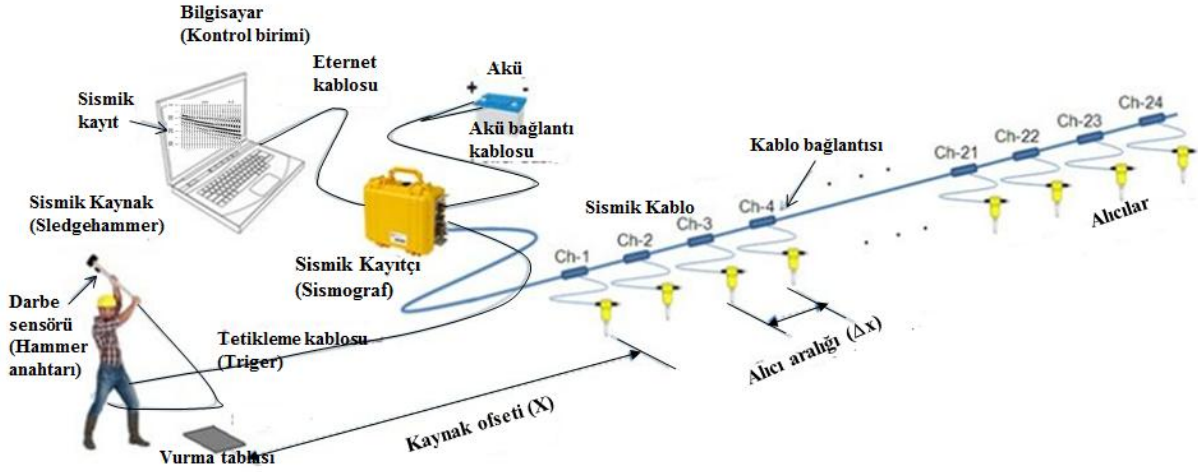 Bilgisayar
(Kontrol birimi)
Eternet
kablosu
Akü
+ -
Sismik
kayıt
Akü bağlantı
kablosu
Kablo bağlantısı
Ch-21
Ch-22
Ch-23
Ch-24
Sismik Kaynak
(Sledgehammer)
Sismik Kablo
Ch-1
Ch-2
Ch-3
Ch-4
Alıcılar
Sismik Kayıtçı
(Sismograf)
Darbe
sensörü
(Hammer
anahtarı)
Tetikleme kablosu
(Triger)
Alıcı aralığı (Δx)
Kaynak ofseti (X)
Vurma tablası